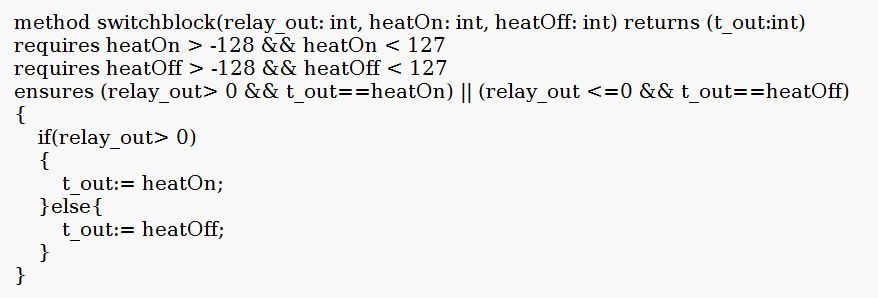 method switchblock(relay_out: int, heatOn: int, heatOff: int) returns (t_out:int)
requires heatOn > -128 && heatOn < 127
requires heatOff > -128 && heatOff < 127
ensures (relay_out> 0 && t_out==heatOn) || (relay_out <=0 && t_out==heatOff)
{
    if(relay_out> 0)
    {
        t_out:= heatOn;
    }else{
        t_out:= heatOff;
    }
}